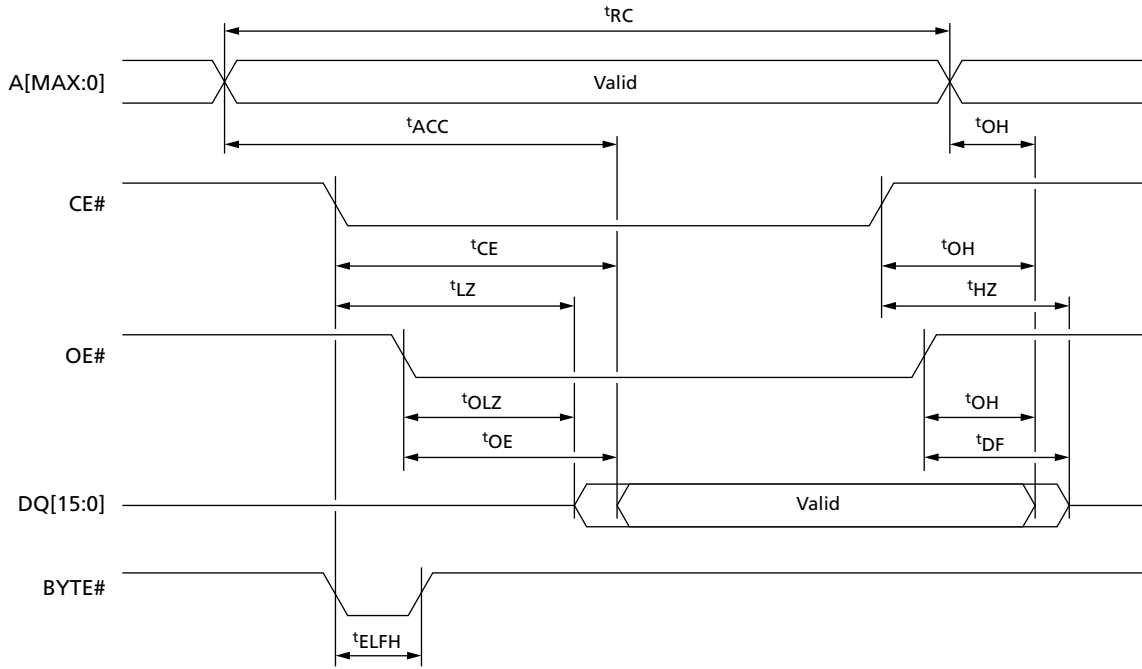 tRC
A[MAX:0] Valid
tACC tOH
CE#
tCE tOH
tLZ tHZ
OE#
tOLZ tOH
tOE tDF
DQ[15:0] Valid
BYTE#
tELFH